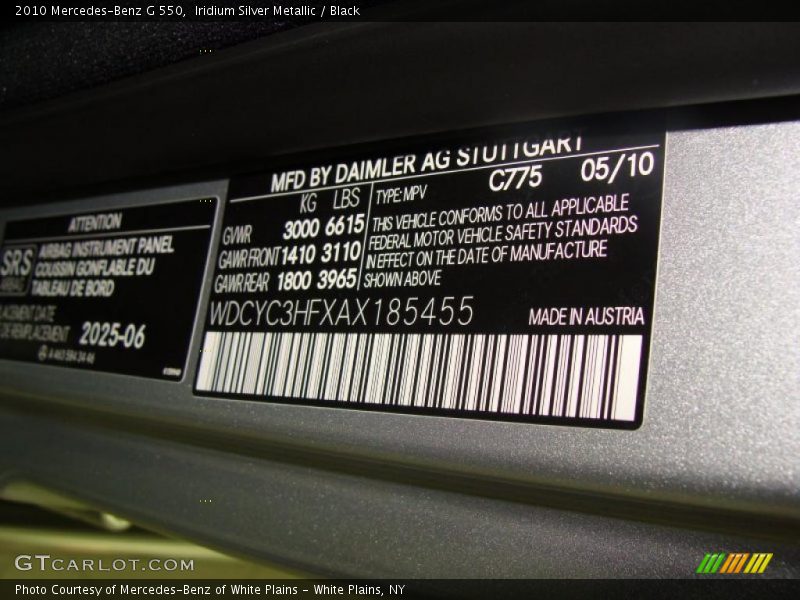 2010 Mercedes-Benz G 550,  Iridium Silver Metallic / Black
MFD BY DAIMLER AG STUTTGART
C775 05/10
KG LBS
GVWR 3000 6615
GAWR FRONT 1410 3110
GAWR REAR 1800 3965
TYPE: MPV
THIS VEHICLE CONFORMS TO ALL APPLICABLE
FEDERAL MOTOR VEHICLE SAFETY STANDARDS
IN EFFECT ON THE DATE OF MANUFACTURE
SHOWN ABOVE
WDCYC3HFXAX185455
MADE IN AUSTRIA
ATTENTION
SRS
AIRBAG
AIRBAG INSTRUMENT PANEL
COUSSIN GONFLABLE DU
TABLEAU DE BORD
DATE
2025-06
GTCARLOT.COM
Photo Courtesy of Mercedes-Benz of White Plains - White Plains, NY